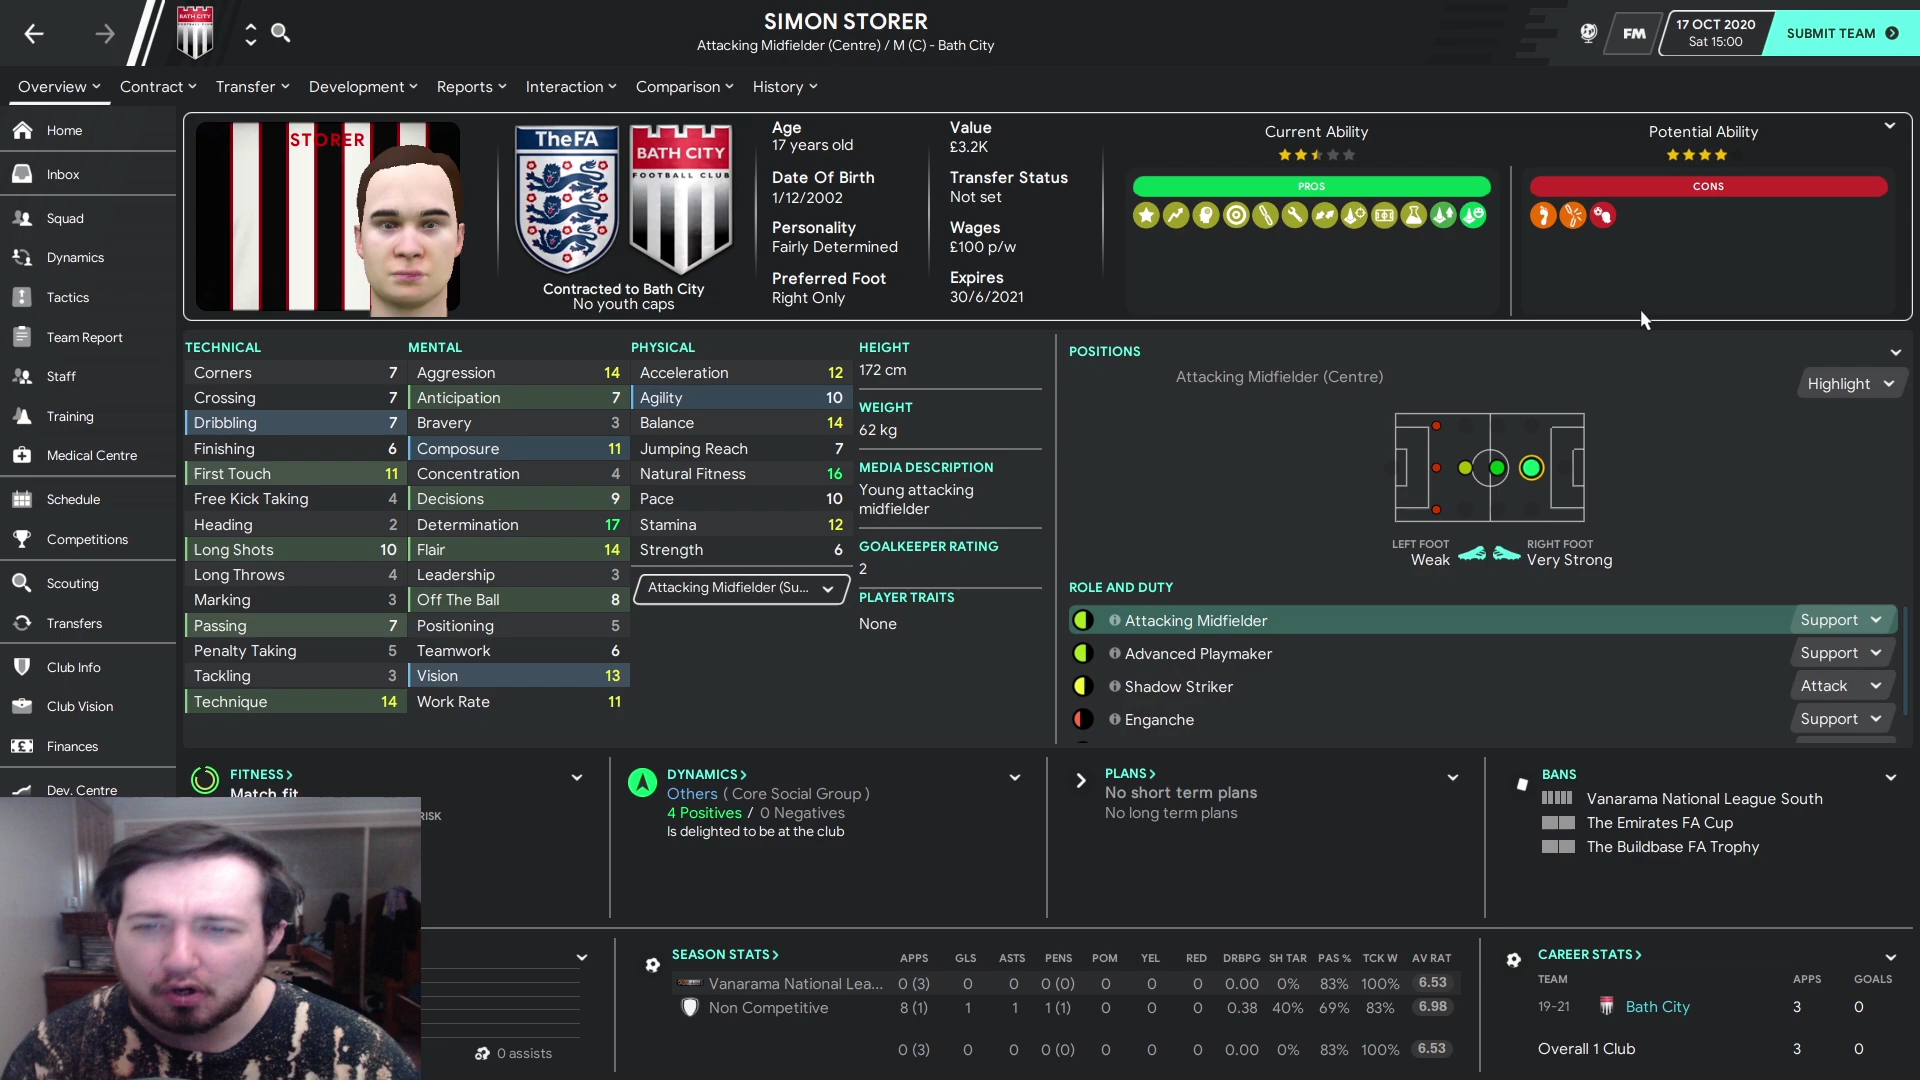 SIMON STORER
Attacking Midfielder (Centre) / M (C) - Bath City
BATH CITY
FM
17 OCT 2020
Sat 15:00
SUBMIT TEAM
Overview
Contract
Transfer
Development
Reports
Interaction
Comparison
History
Home
Inbox
Squad
Dynamics
Tactics
Team Report
Staff
Training
Medical Centre
Schedule
Competitions
Scouting
Transfers
Club Info
Club Vision
Finances
Dev. Centre
STORER
The FA
BATH CITY
FOOTBALL CLUB
Contracted to Bath City
No youth caps
Age
17 years old
Date Of Birth
1/12/2002
Personality
Fairly Determined
Preferred Foot
Right Only
Value
£3.2K
Transfer Status
Not set
Wages
£100 p/w
Expires
30/6/2021
Current Ability
PROS
Potential Ability
CONS
TECHNICAL
Corners 7
Crossing 7
Dribbling 7
Finishing 6
First Touch 11
Free Kick Taking 4
Heading 2
Long Shots 10
Long Throws 4
Marking 3
Passing 7
Penalty Taking 5
Tackling 3
Technique 14
MENTAL
Aggression 14
Anticipation 7
Bravery 3
Composure 11
Concentration 4
Decisions 9
Determination 17
Flair 14
Leadership 3
Off The Ball 8
Positioning 5
Teamwork 6
Vision 13
Work Rate 11
PHYSICAL
Acceleration 12
Agility 10
Balance 14
Jumping Reach 7
Natural Fitness 16
Pace 10
Stamina 12
Strength 6
Attacking Midfielder (Su...
HEIGHT
172 cm
WEIGHT
62 kg
MEDIA DESCRIPTION
Young attacking
midfielder
GOALKEEPER RATING
2
PLAYER TRAITS
None
POSITIONS
Attacking Midfielder (Centre)
Highlight
LEFT FOOT
Weak
RIGHT FOOT
Very Strong
ROLE AND DUTY
Attacking Midfielder Support
Advanced Playmaker Support
Shadow Striker Attack
Enganche Support
FITNESS>
Match fit
RISK
DYNAMICS>
Others ( Core Social Group )
4 Positives / 0 Negatives
Is delighted to be at the club
PLANS>
No short term plans
No long term plans
BANS
Vanarama National League South
The Emirates FA Cup
The Buildbase FA Trophy
0 assists
SEASON STATS> APPS GLS ASTS PENS POM YEL RED DRBPG SH TAR PAS % TCK W AV RAT
Vanarama National Lea... 0 (3) 0 0 0 (0) 0 0 0 0.00 0% 83% 100% 6.53
Non Competitive 8 (1) 1 1 1 (1) 0 0 0 0.38 40% 69% 83% 6.98
0 (3) 0 0 0 (0) 0 0 0 0.00 0% 83% 100% 6.53
CAREER STATS>
TEAM APPS GOALS
19-21 Bath City 3 0
Overall 1 Club 3 0